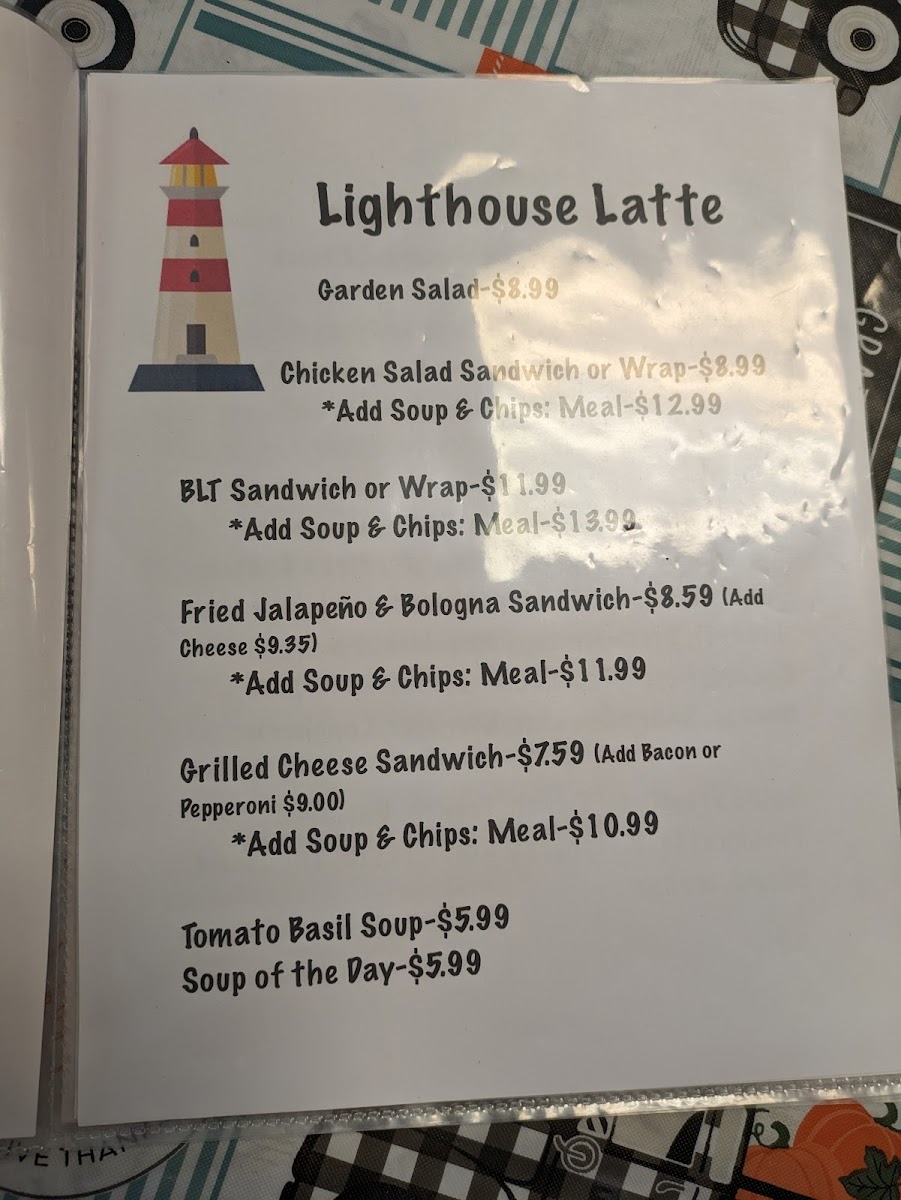 Lighthouse Latte
Garden Salad-$8.99
Chicken Salad Sandwich or Wrap-$8.99
*Add Soup & Chips: Meal-$12.99
BLT Sandwich or Wrap-$11.99
*Add Soup & Chips: Meal-$13.99
Fried Jalapeño & Bologna Sandwich-$8.59 (Add
Cheese $9.35)
*Add Soup & Chips: Meal-$11.99
Grilled Cheese Sandwich-$7.59 (Add Bacon or
Pepperoni $9.00)
*Add Soup & Chips: Meal-$10.99
Tomato Basil Soup-$5.99
Soup of the Day-$5.99